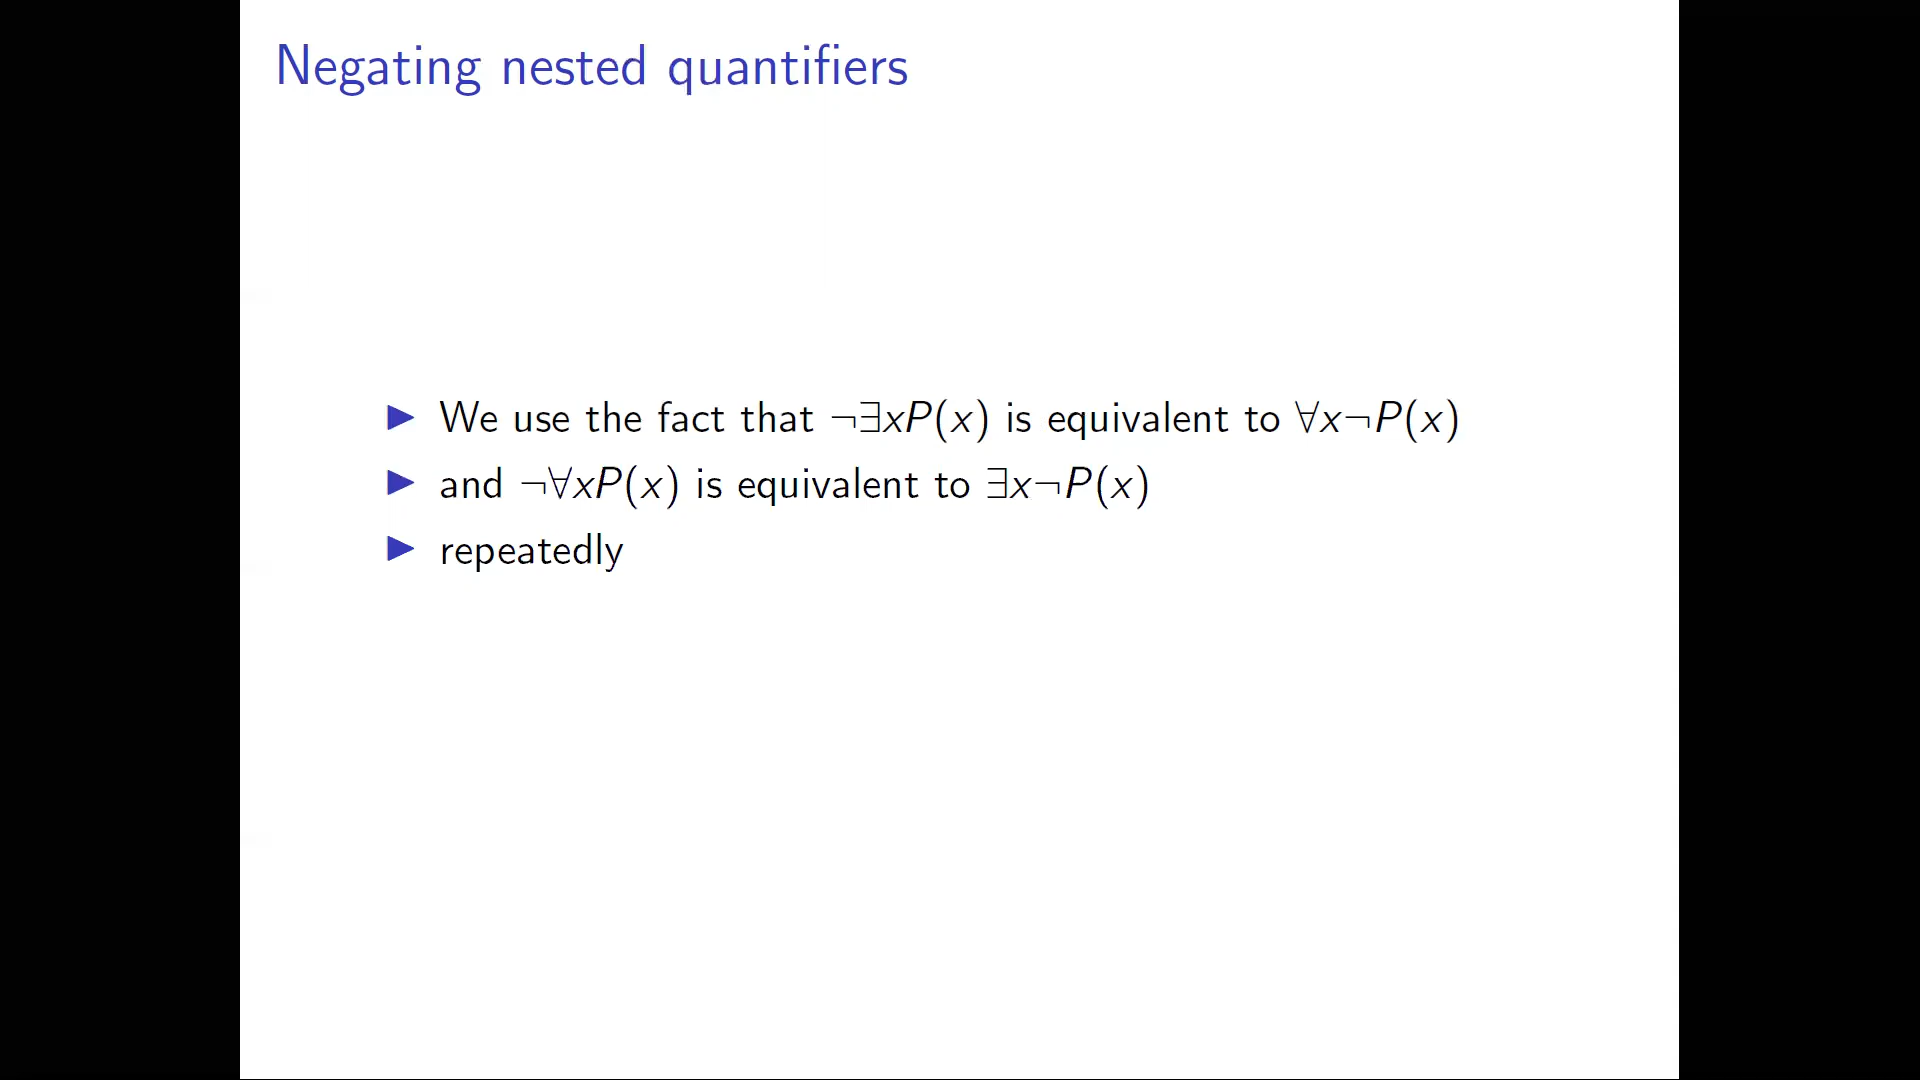 Negating nested quantifiers
▶ We use the fact that ¬∃xP(x) is equivalent to ∀x¬P(x)
▶ and ¬∀xP(x) is equivalent to ∃x¬P(x)
▶ repeatedly